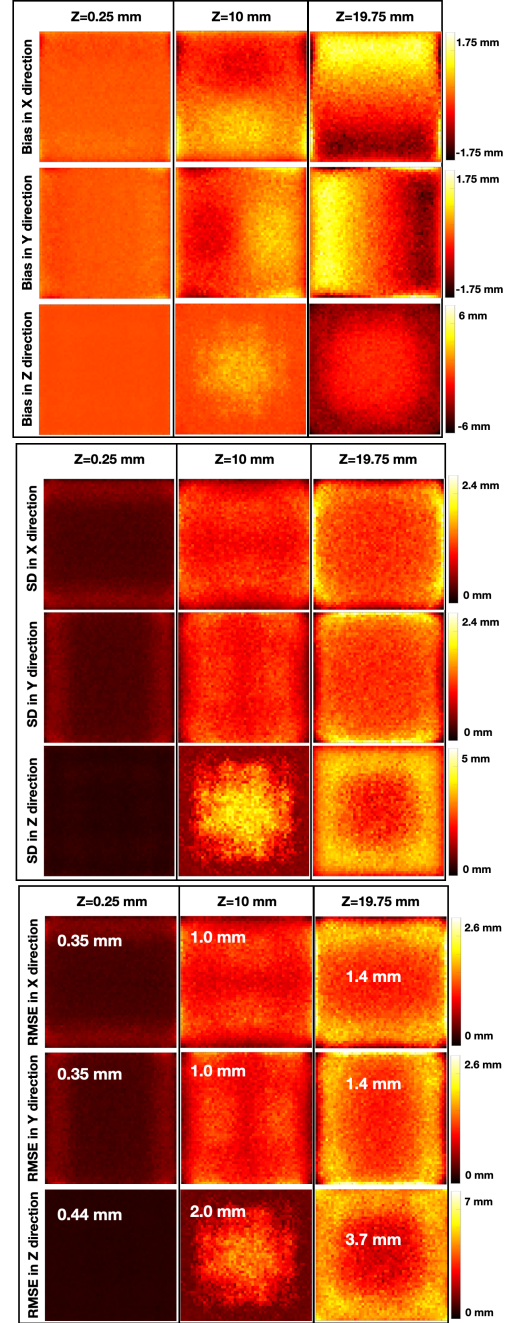 Z=0.25 mm Z=10 mm Z=19.75 mm
Bias in X direction
1.75 mm
-1.75 mm
Bias in Y direction
1.75 mm
-1.75 mm
Bias in Z direction
6 mm
-6 mm
Z=0.25 mm Z=10 mm Z=19.75 mm
SD in X direction
2.4 mm
0 mm
SD in Y direction
2.4 mm
0 mm
SD in Z direction
5 mm
0 mm
Z=0.25 mm Z=10 mm Z=19.75 mm
RMSE in X direction
0.35 mm 1.0 mm 1.4 mm
2.6 mm
0 mm
RMSE in Y direction
0.35 mm 1.0 mm 1.4 mm
2.6 mm
0 mm
RMSE in Z direction
0.44 mm 2.0 mm 3.7 mm
7 mm
0 mm